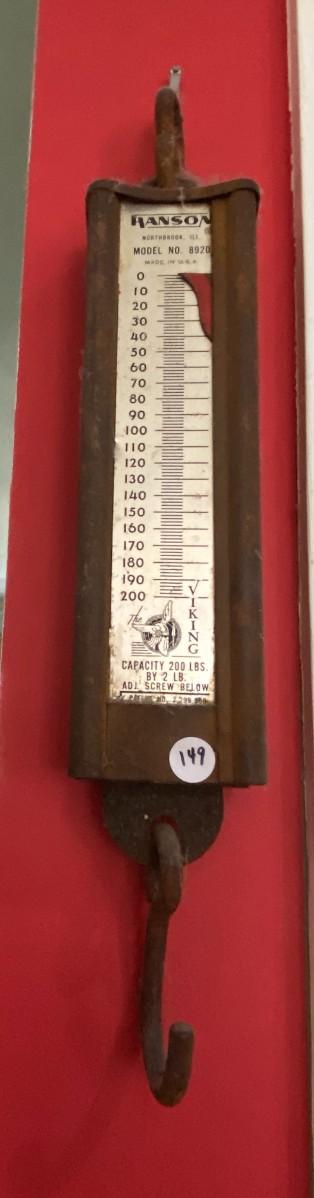 HANSON
NORTHBROOK, ILL.
MODEL NO. 8920
MADE IN U.S.A.
0
10
20
30
40
50
60
70
80
90
100
110
120
130
140
150
160
170
180
190
200
The VIKING
CAPACITY 200 LBS.
BY 2 LB.
ADJ. SCREW BELOW
NO.
149